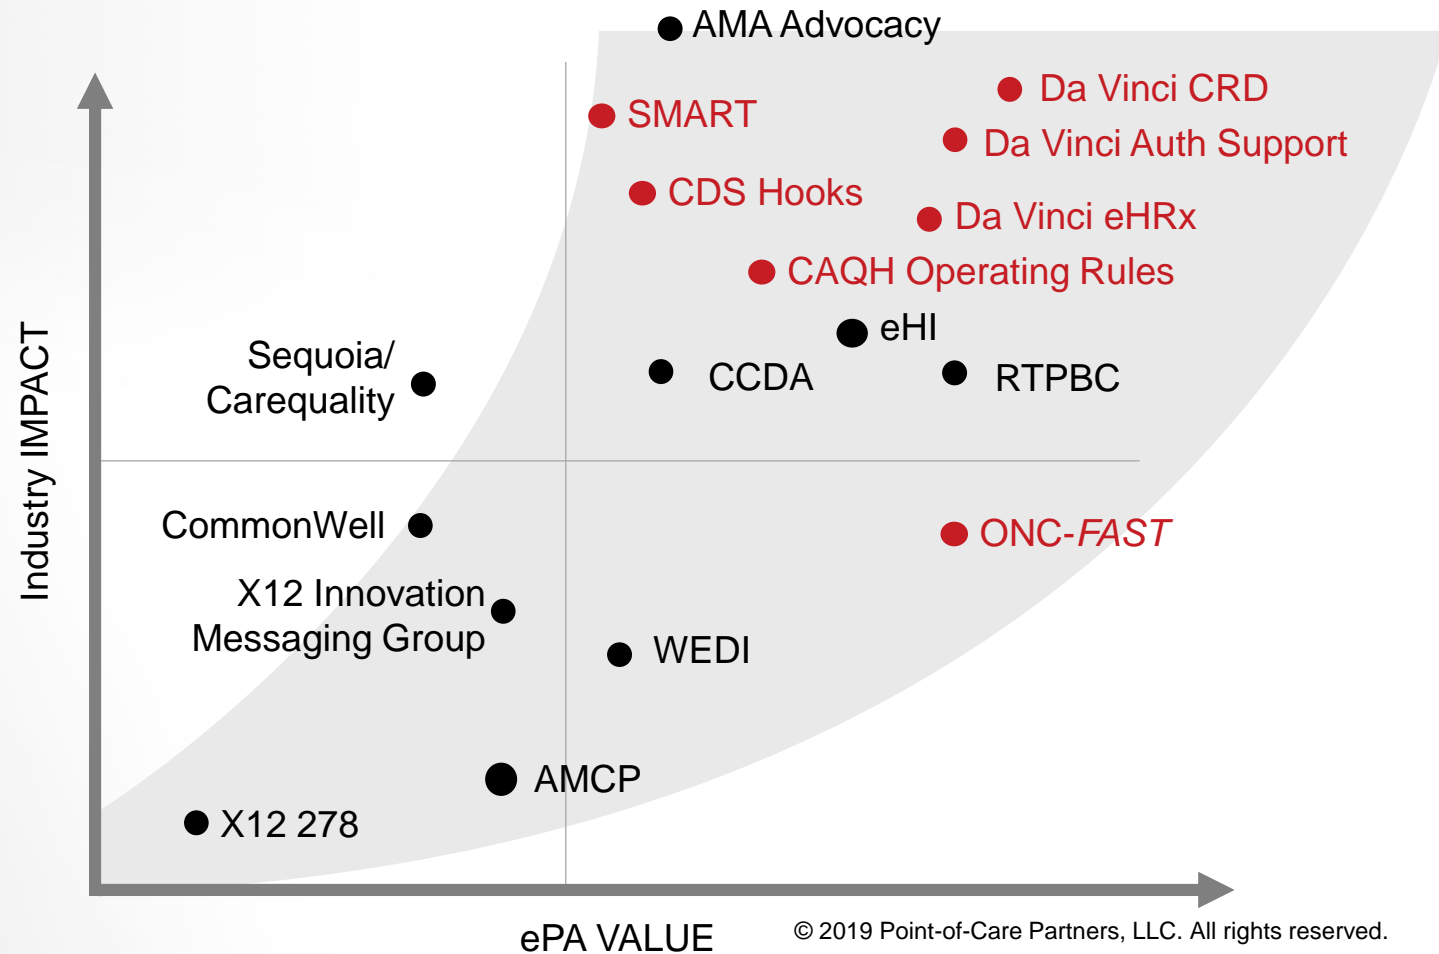 AMA Advocacy
Da Vinci CRD
SMART
Da Vinci Auth Support
CDS Hooks
Da Vinci eHRx
CAQH Operating Rules
eHI
Sequoia/
Carequality
CCDA
RTPBC
Industry IMPACT
CommonWell
ONC-FAST
X12 Innovation
Messaging Group
WEDI
AMCP
X12 278
ePA VALUE
© 2019 Point-of-Care Partners, LLC. All rights reserved.